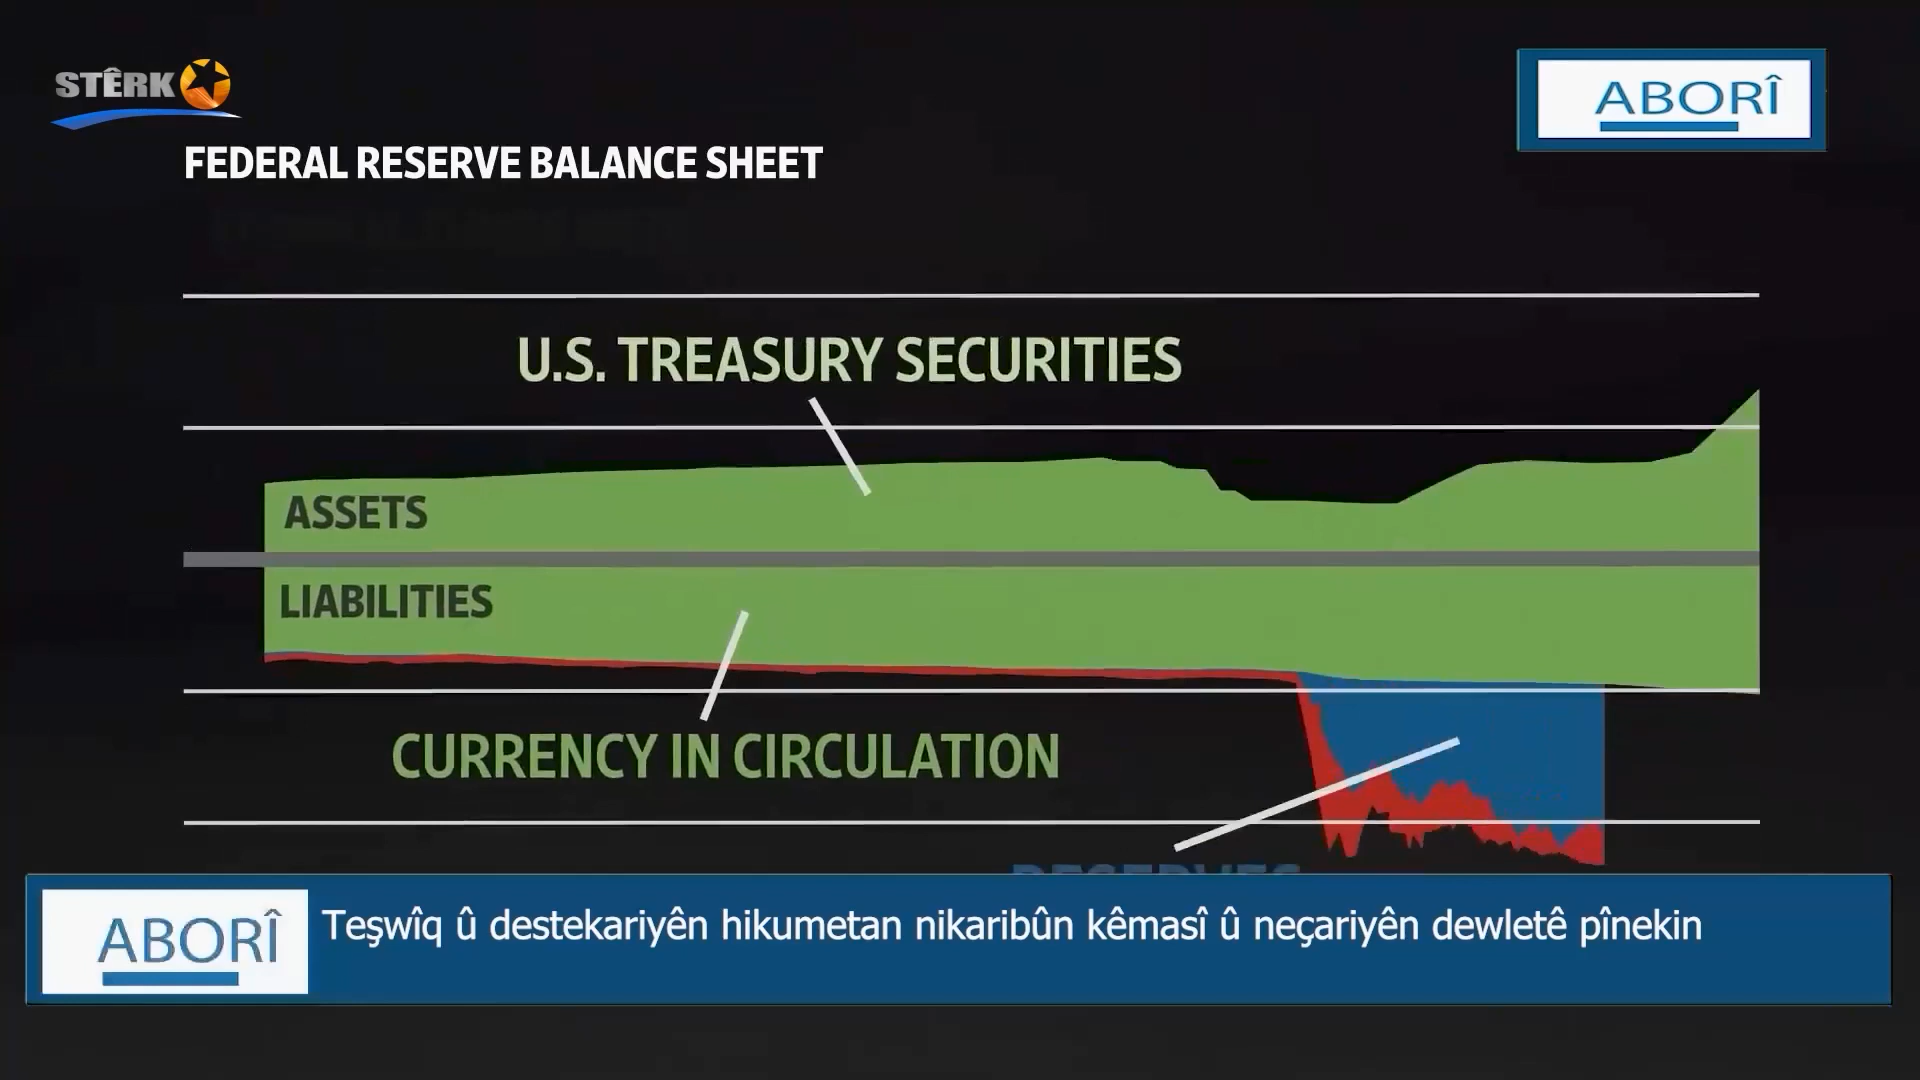 STÊRK
ABORÎ
FEDERAL RESERVE BALANCE SHEET
U.S. TREASURY SECURITIES
ASSETS
LIABILITIES
CURRENCY IN CIRCULATION
RESERVES
ABORÎ
Teşwîq û destekariyên hikumetan nikaribûn kêmasî û neçariyên dewletê pînekin